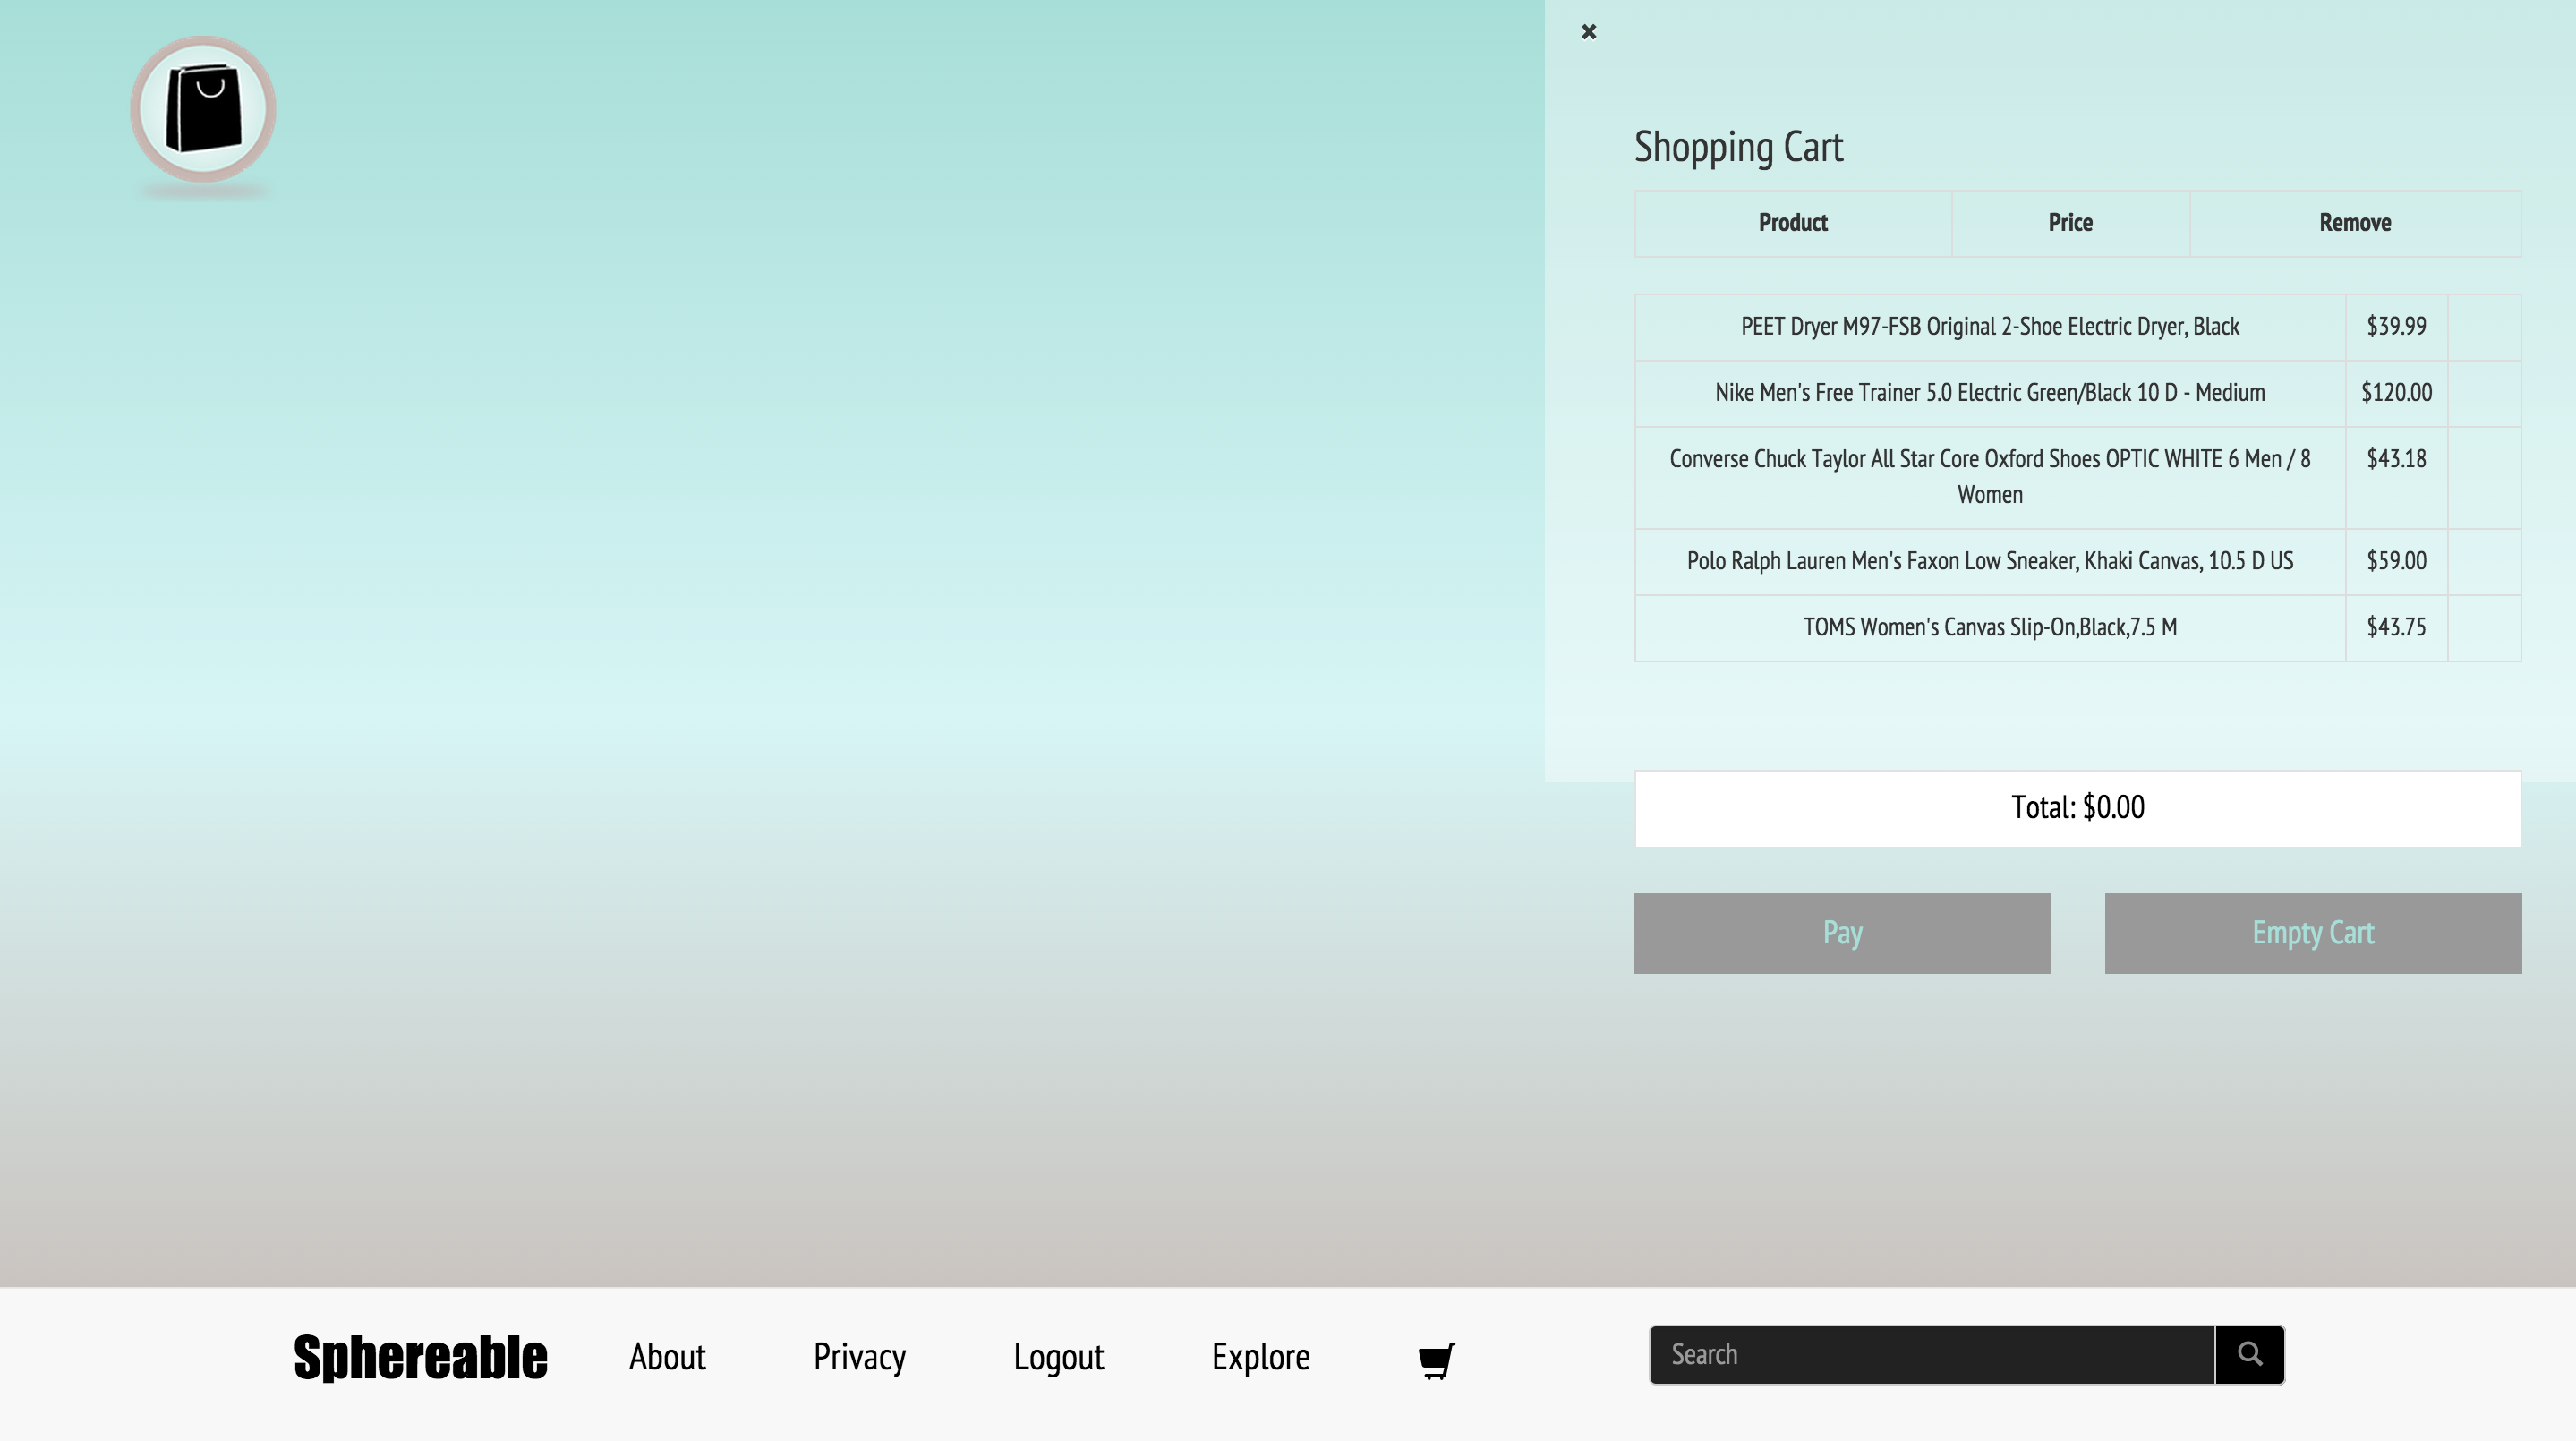 Shopping Cart
Product Price Remove
PEET Dryer M97-FSB Original 2-Shoe Electric Dryer, Black $39.99
Nike Men's Free Trainer 5.0 Electric Green/Black 10 D - Medium $120.00
Converse Chuck Taylor All Star Core Oxford Shoes OPTIC WHITE 6 Men / 8 $43.18
Women
Polo Ralph Lauren Men's Faxon Low Sneaker, Khaki Canvas, 10.5 D US $59.00
TOMS Women's Canvas Slip-On,Black,7.5 M $43.75
Total: $0.00
Pay Empty Cart
Sphereable About Privacy Logout Explore Search